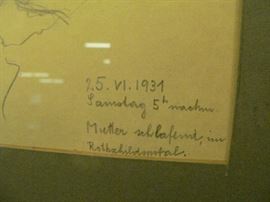 25. VI. 1931
Samstag 5h nachm.
Mutter schlafend, im
Rothschildspital.